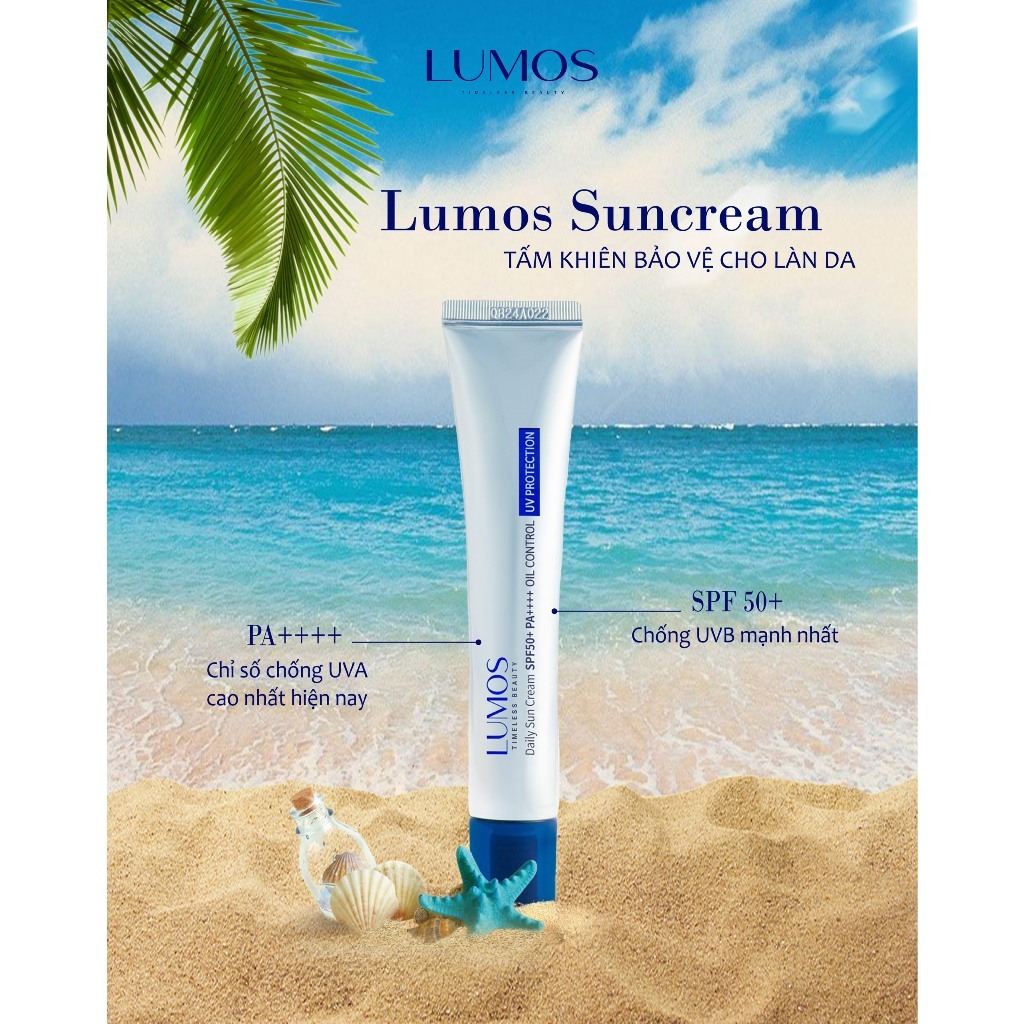 LUMOS
TIMELESS BEAUTY
Lumos Suncream
TẤM KHIÊN BẢO VỆ CHO LÀN DA
QB24A022
UV PROTECTION
Daily Sun Cream SPF50+ PA++++ OIL CONTROL
LUMOS
TIMELESS BEAUTY
SPF 50+
Chống UVB mạnh nhất
PA++++
Chỉ số chống UVA
cao nhất hiện nay